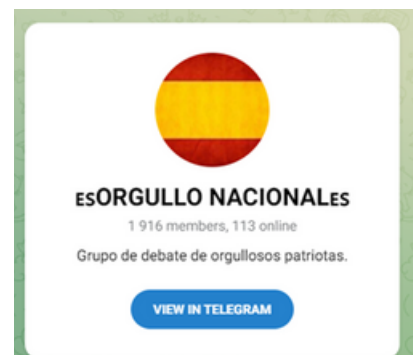 ESORGULLO NACIONALES
1 916 members, 113 online
Grupo de debate de orgullosos patriotas.
VIEW IN TELEGRAM